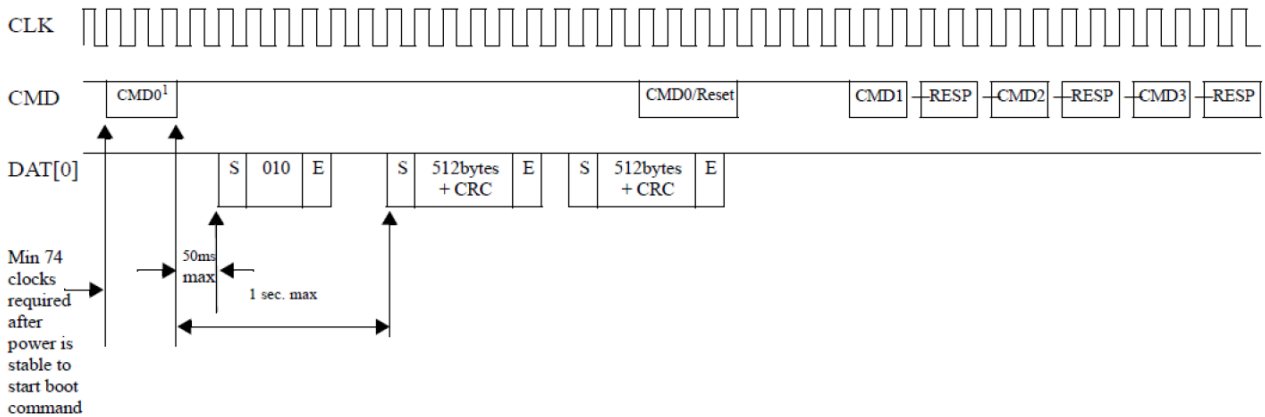 CLK
CMD
CMD0¹
CMD0/Reset
CMD1
RESP
CMD2
RESP
CMD3
RESP
DAT[0]
S
010
E
S
512bytes
+ CRC
E
S
512bytes
+ CRC
E
Min 74
clocks
required
after
power is
stable to
start boot
command
50ms
max
1 sec. max